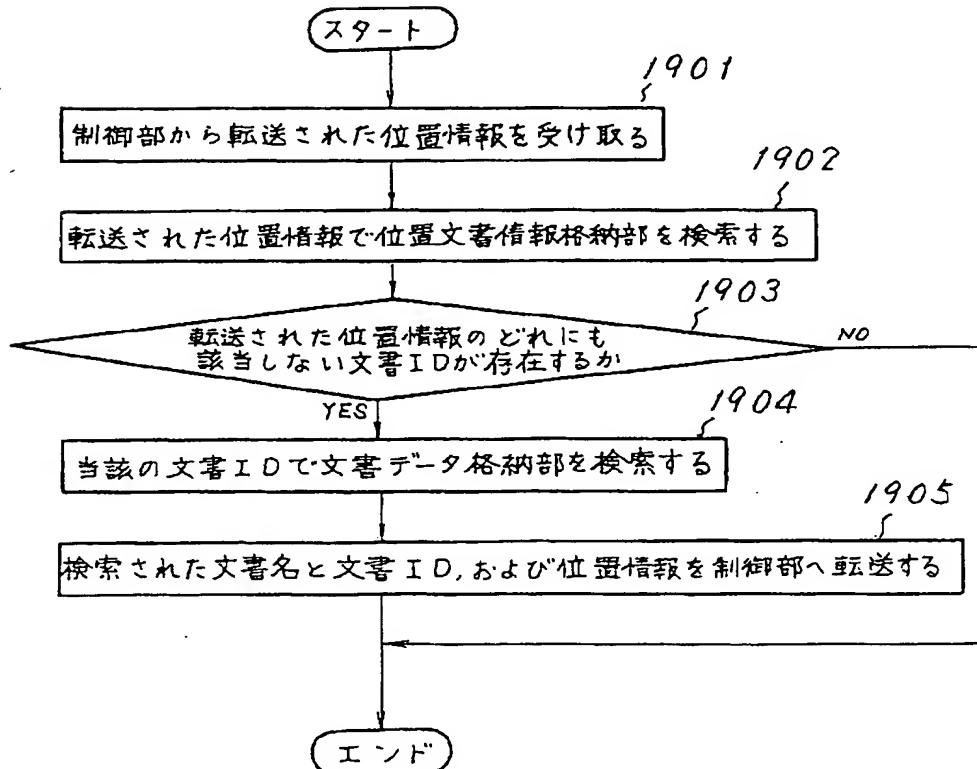 スタート
1901
制御部から転送された位置情報を受け取る
1902
転送された位置情報で位置文書情報格納部を検索する
1903
転送された位置情報のどれにも
該当しない文書IDが存在するか
NO
YES
1904
当該の文書IDで文書データ格納部を検索する
1905
検索された文書名と文書ID,および位置情報を制御部へ転送する
エンド